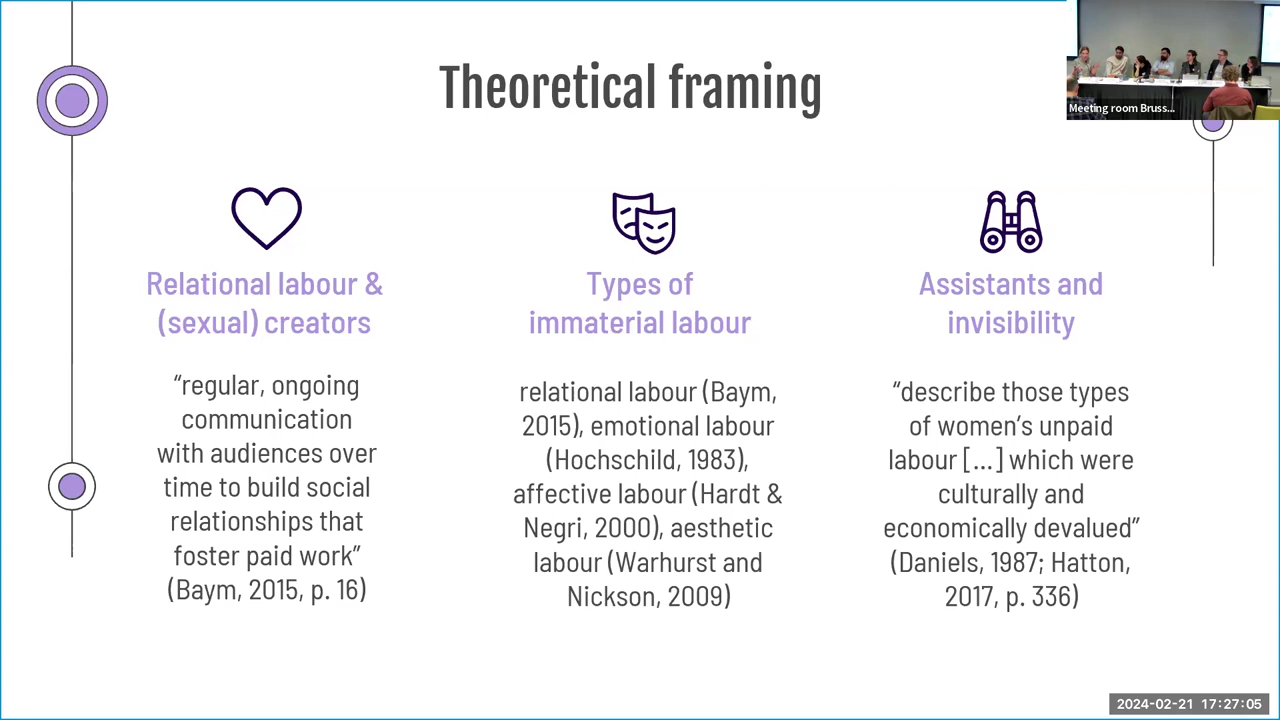 Theoretical framing
Meeting room Bruss...
Relational labour &
(sexual) creators
“regular, ongoing
communication
with audiences over
time to build social
relationships that
foster paid work”
(Baym, 2015, p. 16)
Types of
immaterial labour
relational labour (Baym,
2015), emotional labour
(Hochschild, 1983),
affective labour (Hardt &
Negri, 2000), aesthetic
labour (Warhurst and
Nickson, 2009)
Assistants and
invisibility
“describe those types
of women’s unpaid
labour [...] which were
culturally and
economically devalued”
(Daniels, 1987; Hatton,
2017, p. 336)
2024-02-21 17:27:05